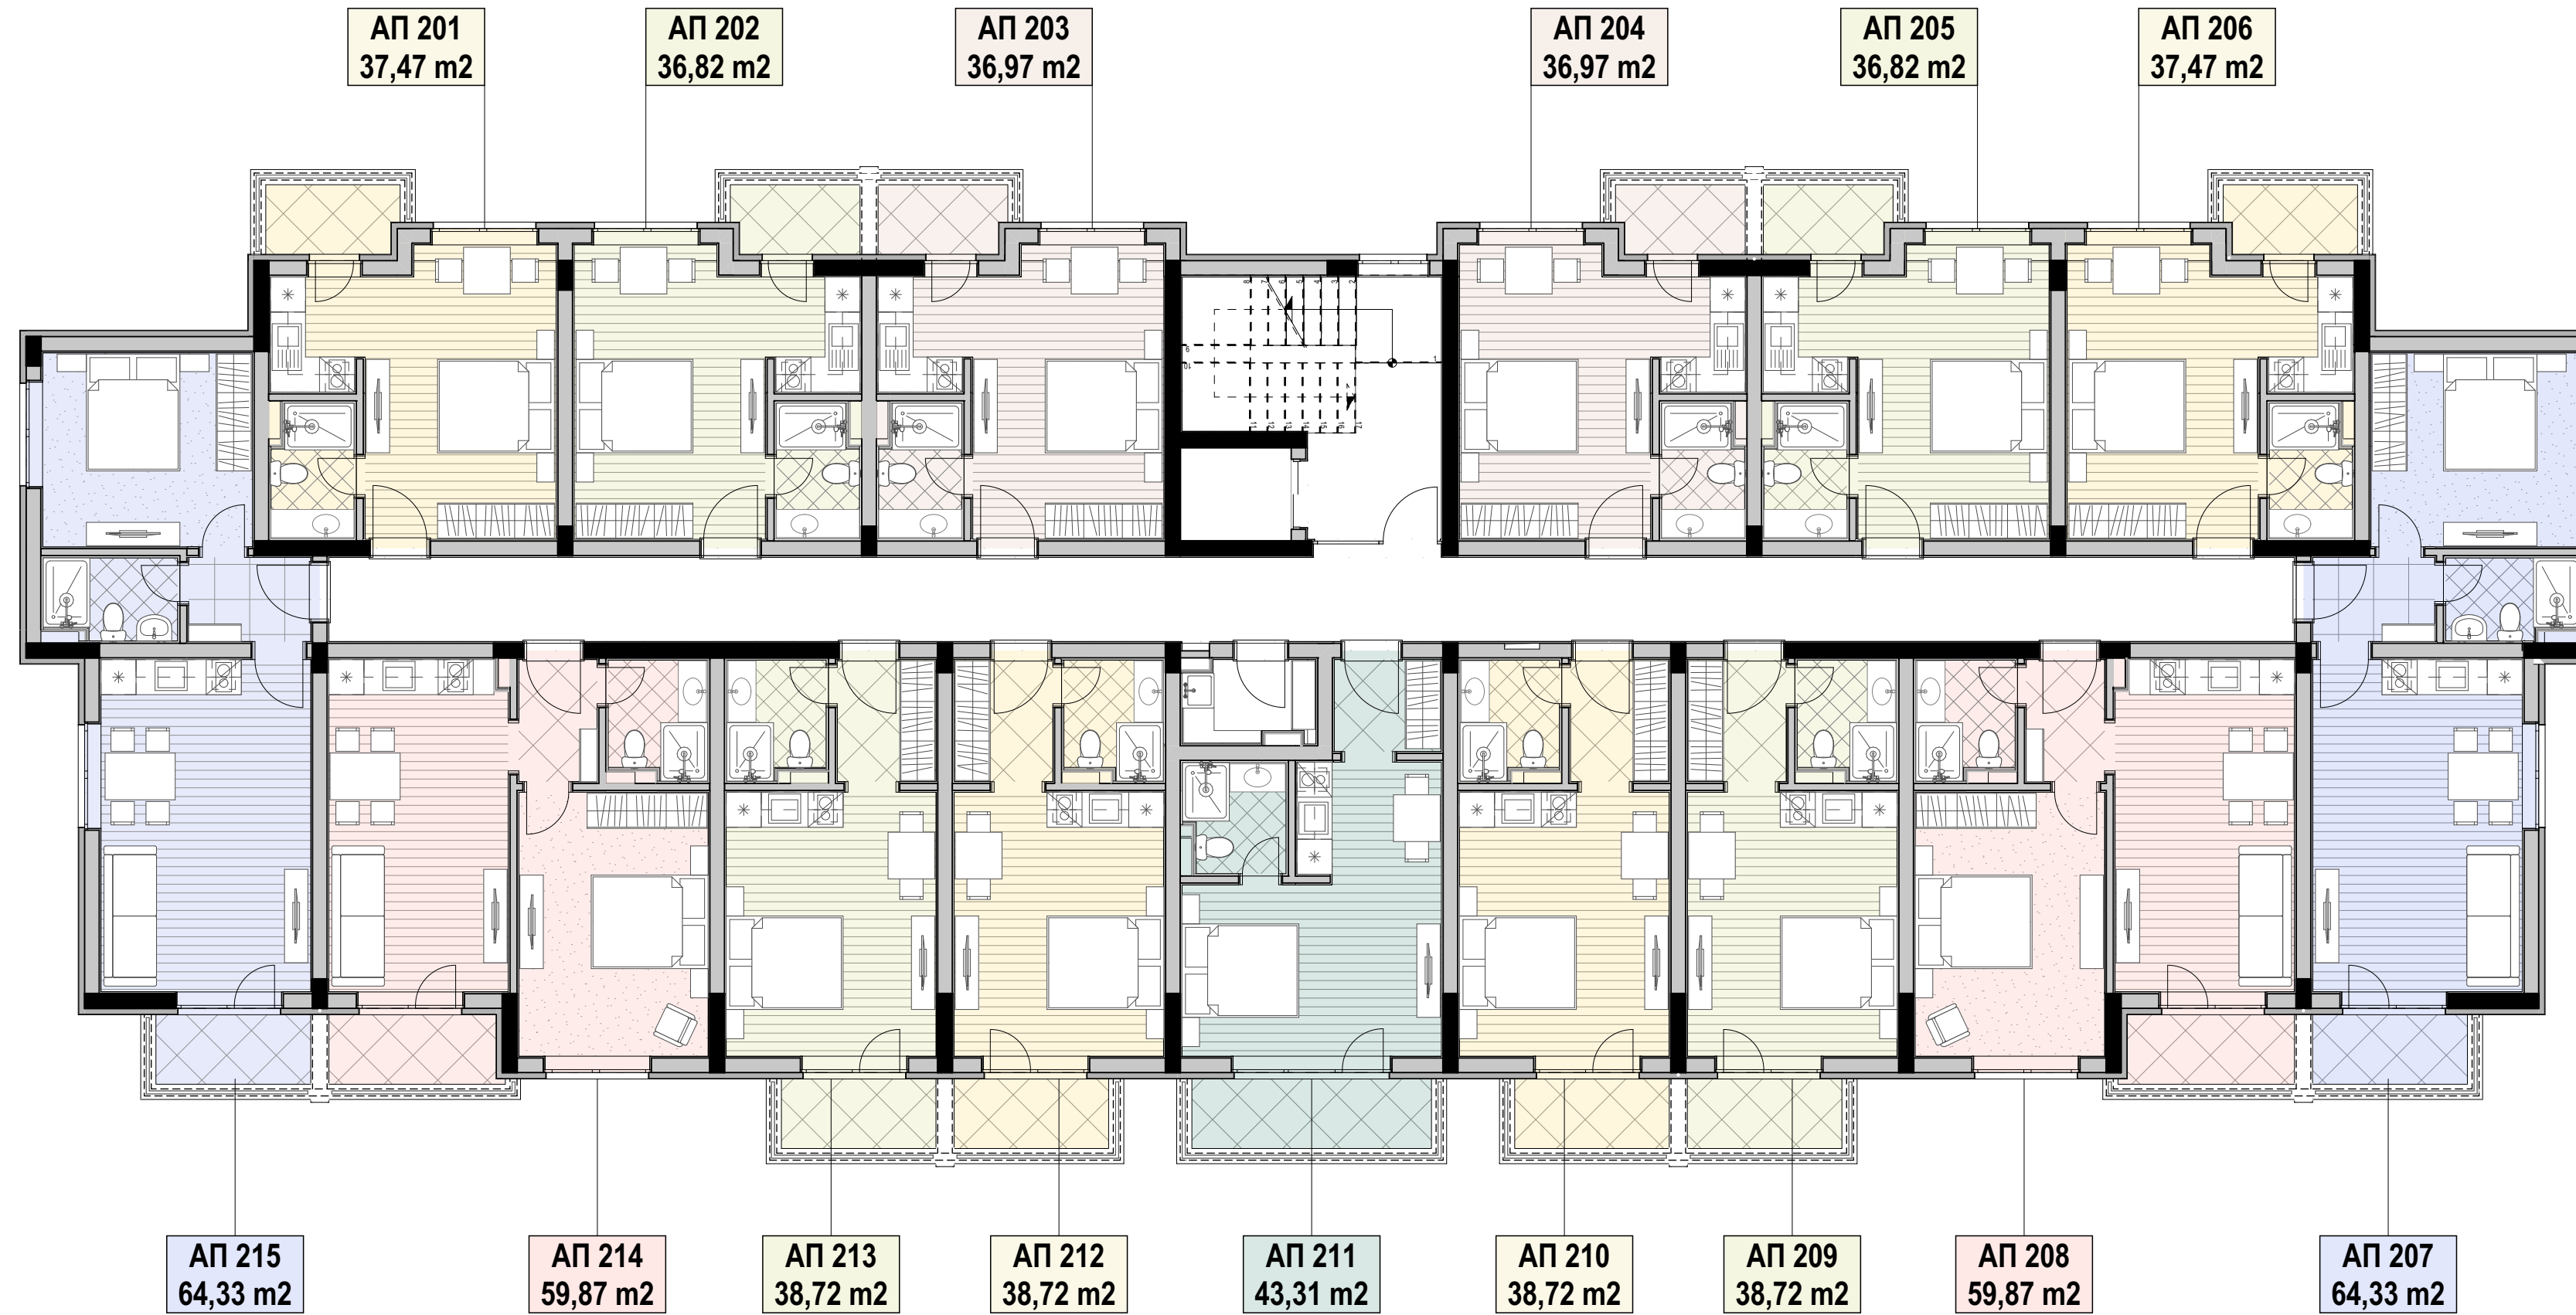 АП 201
37,47 m2
АП 202
36,82 m2
АП 203
36,97 m2
АП 204
36,97 m2
АП 205
36,82 m2
АП 206
37,47 m2
АП 215
64,33 m2
АП 214
59,87 m2
АП 213
38,72 m2
АП 212
38,72 m2
АП 211
43,31 m2
АП 210
38,72 m2
АП 209
38,72 m2
АП 208
59,87 m2
АП 207
64,33 m2